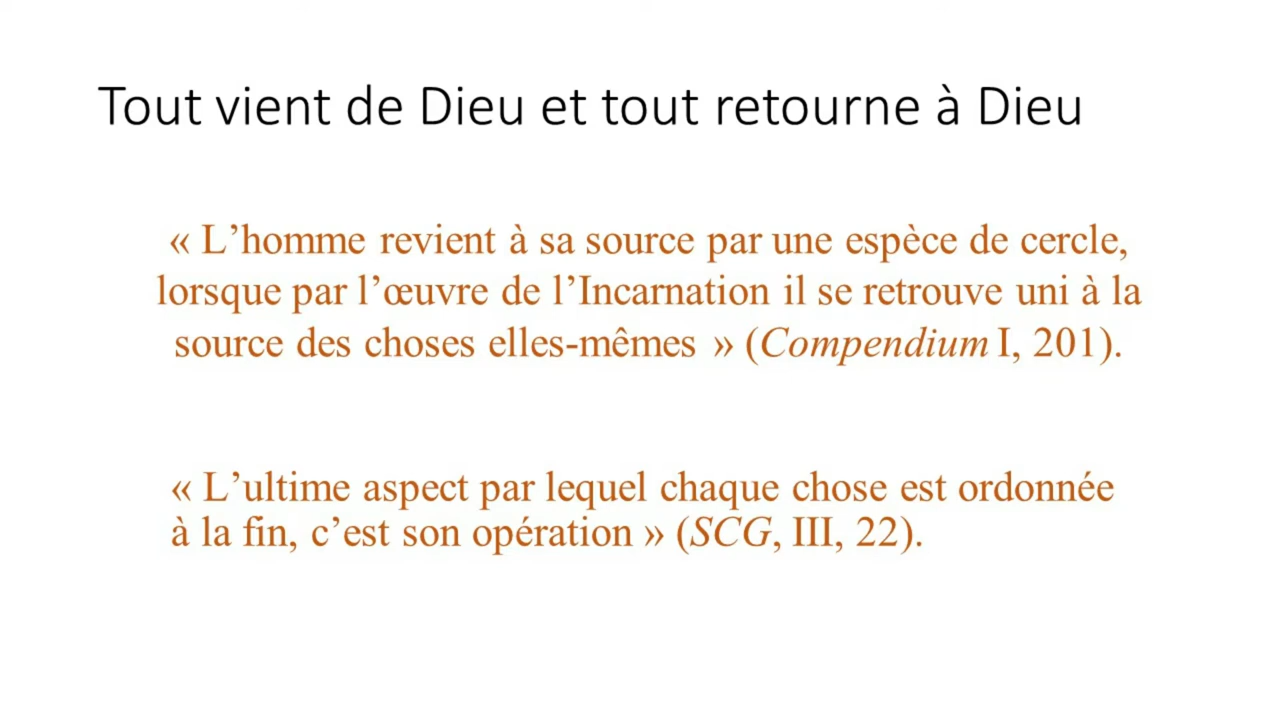 Tout vient de Dieu et tout retourne à Dieu
« L’homme revient à sa source par une espèce de cercle,
lorsque par l’œuvre de l’Incarnation il se retrouve uni à la
source des choses elles-mêmes » (Compendium I, 201).
« L’ultime aspect par lequel chaque chose est ordonnée
à la fin, c’est son opération » (SCG, III, 22).